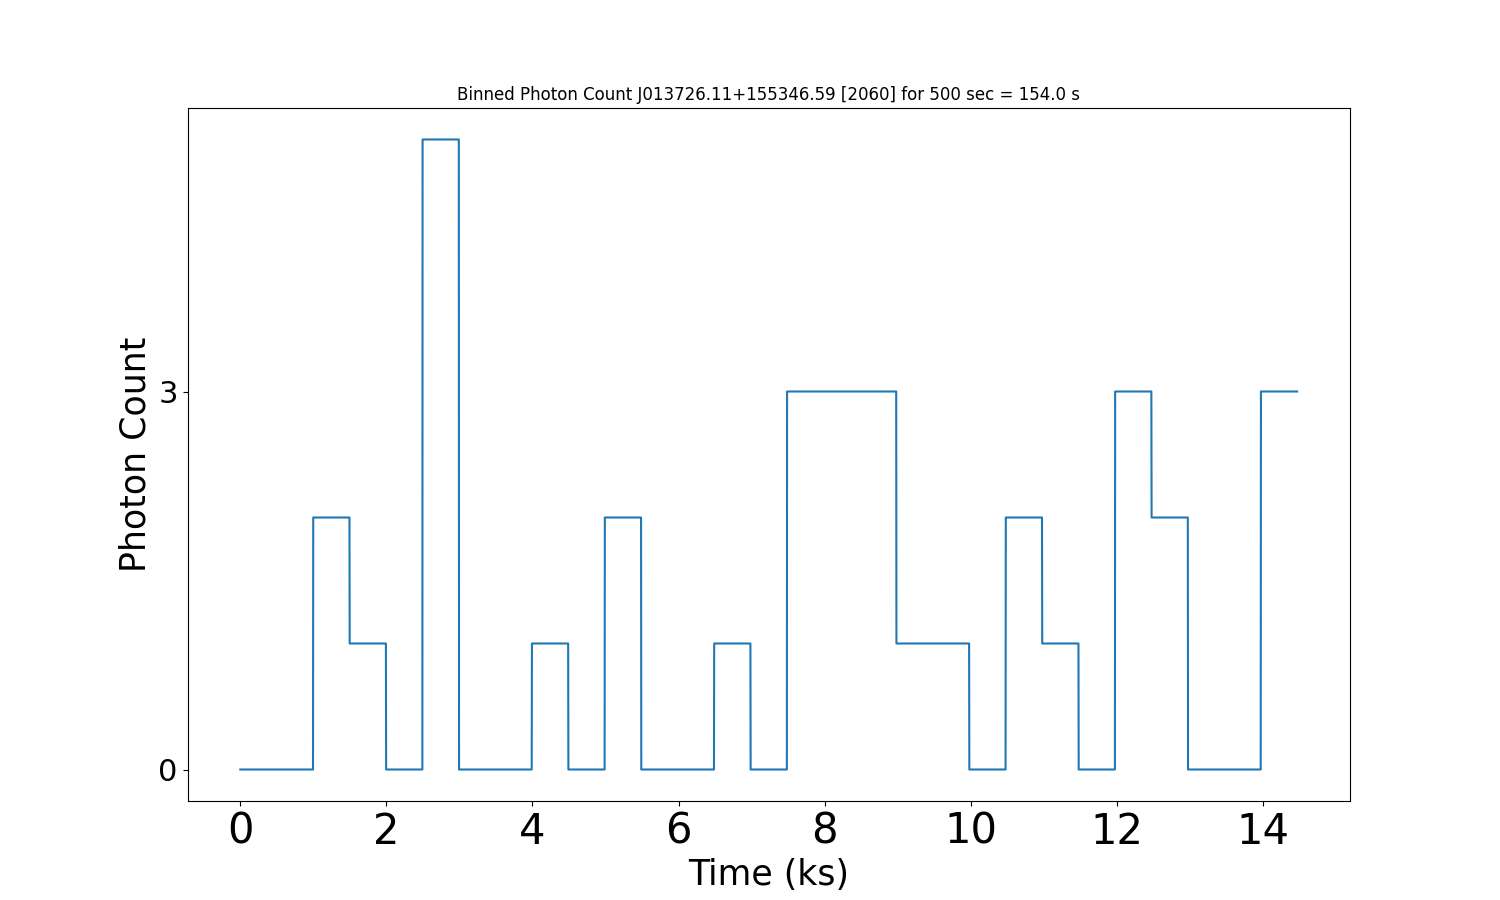 Binned Photon Count J013726.11+155346.59 [2060] for 500 sec = 154.0 s
Photon Count
3
0
0 2 4 6 8 10 12 14
Time (ks)